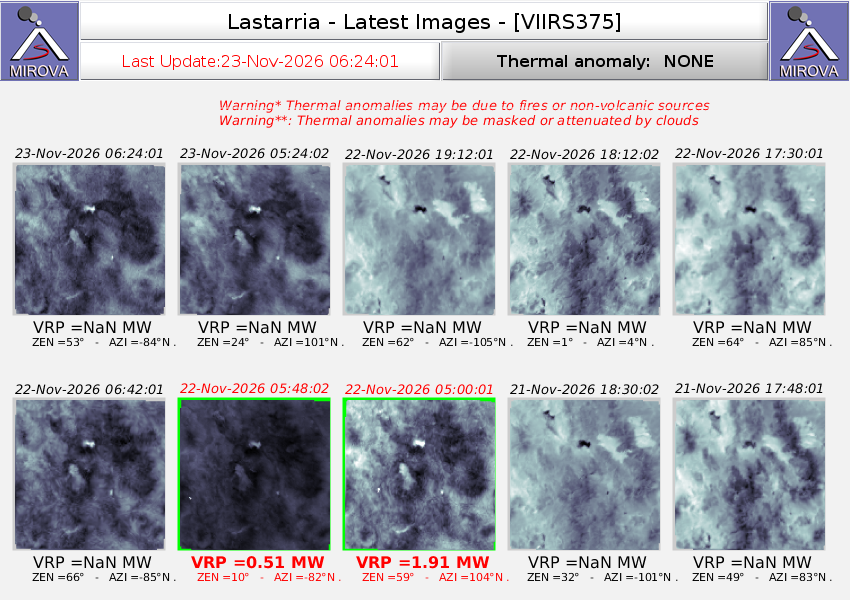 Lastarria - Latest Images - [VIIRS375]
MIROVA
Last Update:23-Nov-2026 06:24:01
Thermal anomaly: NONE
MIROVA
Warning* Thermal anomalies may be due to fires or non-volcanic sources
Warning**: Thermal anomalies may be masked or attenuated by clouds
23-Nov-2026 06:24:01 23-Nov-2026 05:24:02 22-Nov-2026 19:12:01 22-Nov-2026 18:12:02 22-Nov-2026 17:30:01
VRP =NaN MW VRP =NaN MW VRP =NaN MW VRP =NaN MW VRP =NaN MW
ZEN =53° - AZI =-84°N . ZEN =24° - AZI =101°N . ZEN =62° - AZI =-105°N . ZEN =1° - AZI =4°N . ZEN =64° - AZI =85°N .
22-Nov-2026 06:42:01 22-Nov-2026 05:48:02 22-Nov-2026 05:00:01 21-Nov-2026 18:30:02 21-Nov-2026 17:48:01
VRP =NaN MW VRP =0.51 MW VRP =1.91 MW VRP =NaN MW VRP =NaN MW
ZEN =66° - AZI =-85°N . ZEN =10° - AZI =-82°N . ZEN =59° - AZI =104°N . ZEN =32° - AZI =-101°N . ZEN =49° - AZI =83°N .